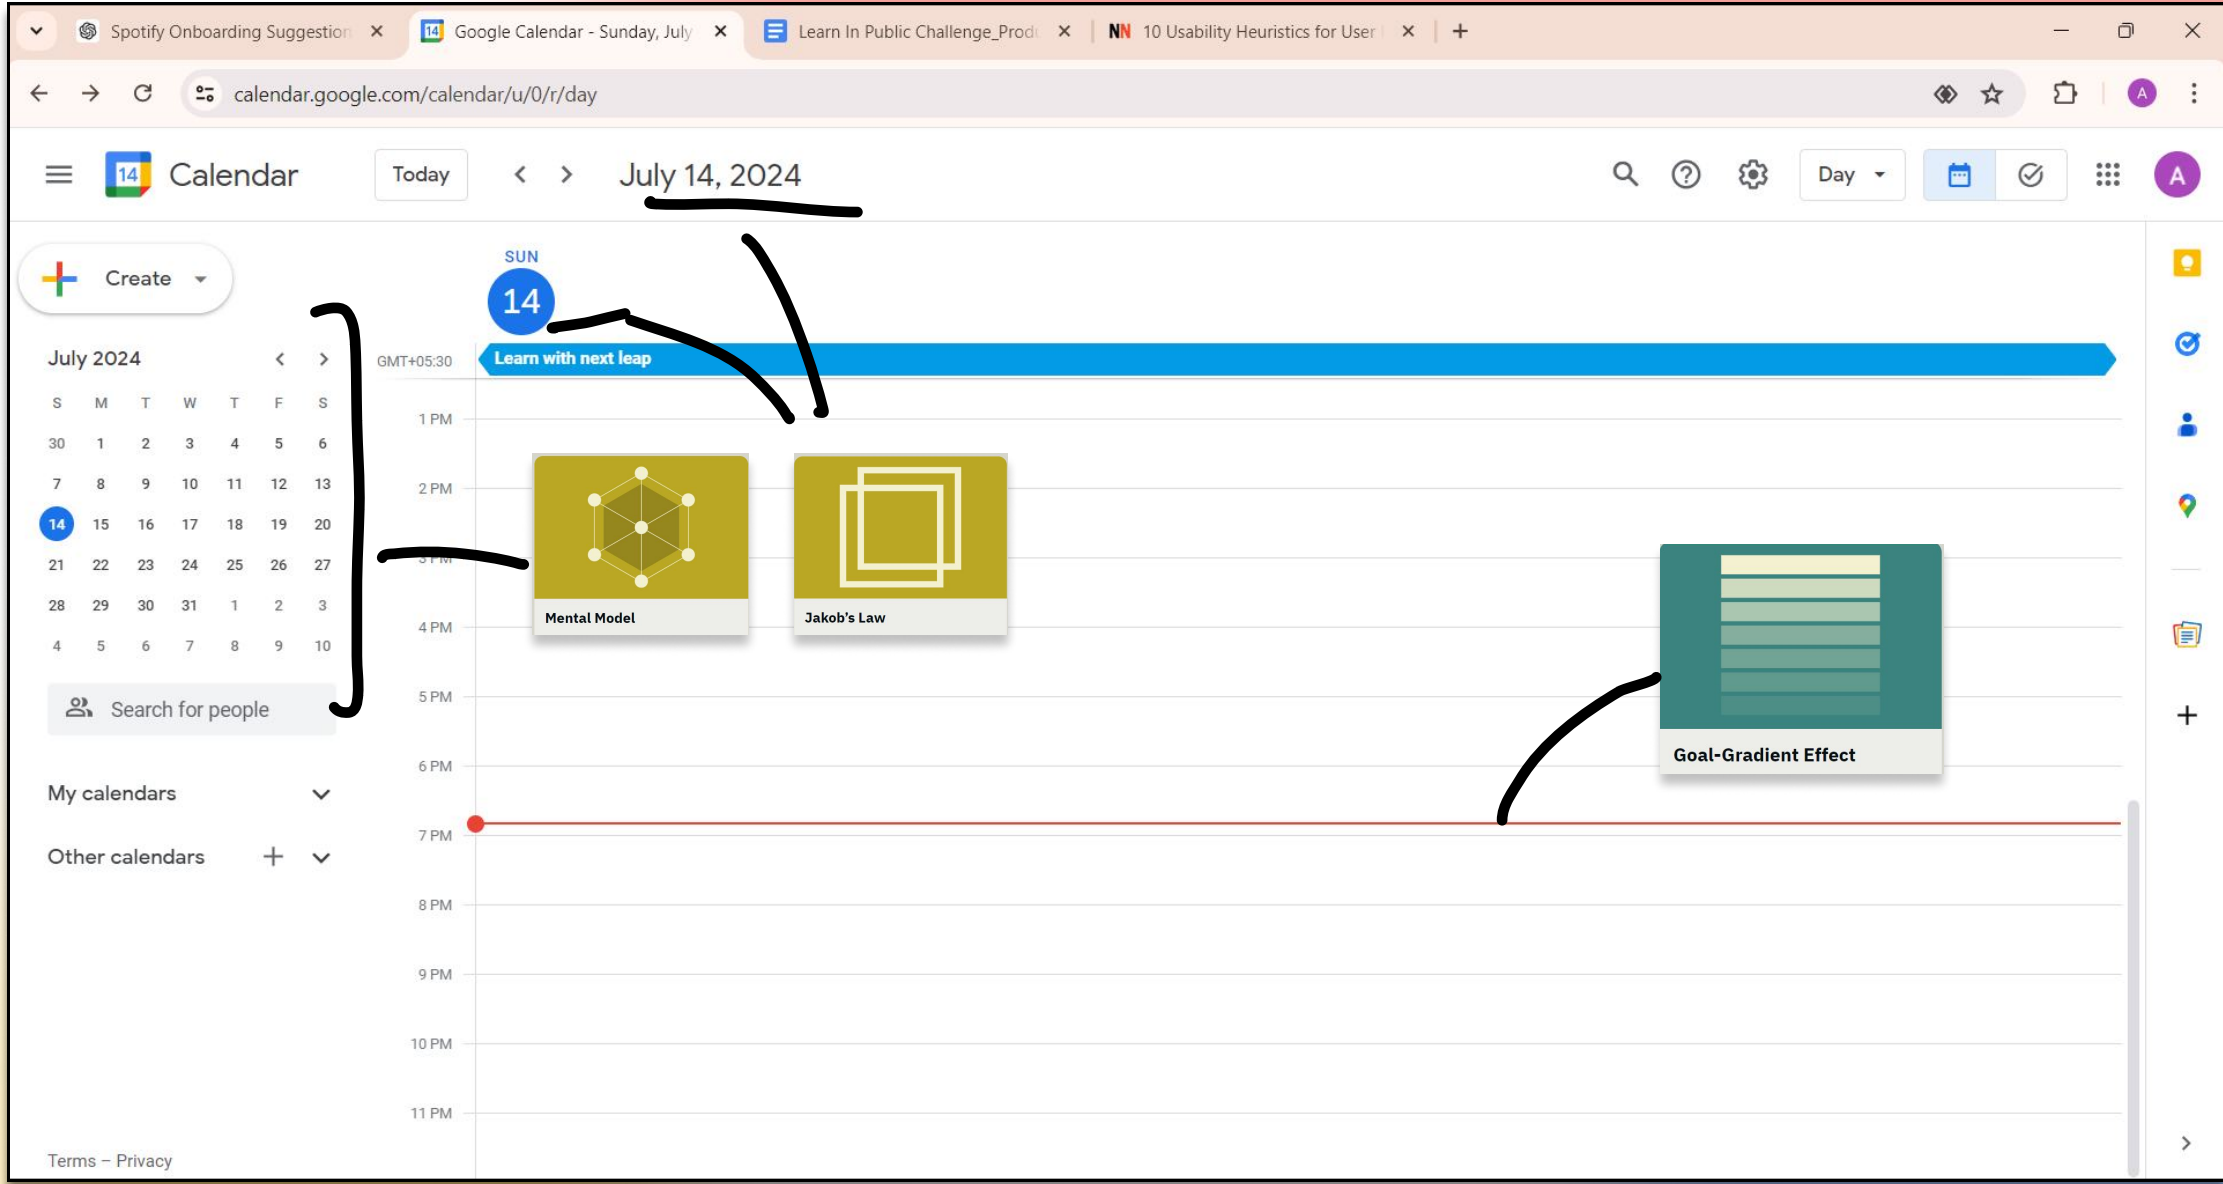 Spotify Onboarding Suggestion
14 Google Calendar - Sunday, July
Learn In Public Challenge_Prod
NN 10 Usability Heuristics for User
calendar.google.com/calendar/u/0/r/day
A
14 Calendar
Today
July 14, 2024
Day
A
Create
SUN
14
July 2024
GMT+05:30
Learn with next leap
S M T W T F S
30 1 2 3 4 5 6
7 8 9 10 11 12 13
14 15 16 17 18 19 20
21 22 23 24 25 26 27
28 29 30 31 1 2 3
4 5 6 7 8 9 10
Search for people
My calendars
Other calendars
Terms – Privacy
1 PM
2 PM
3 PM
4 PM
5 PM
6 PM
7 PM
8 PM
9 PM
10 PM
11 PM
Mental Model
Jakob's Law
Goal-Gradient Effect